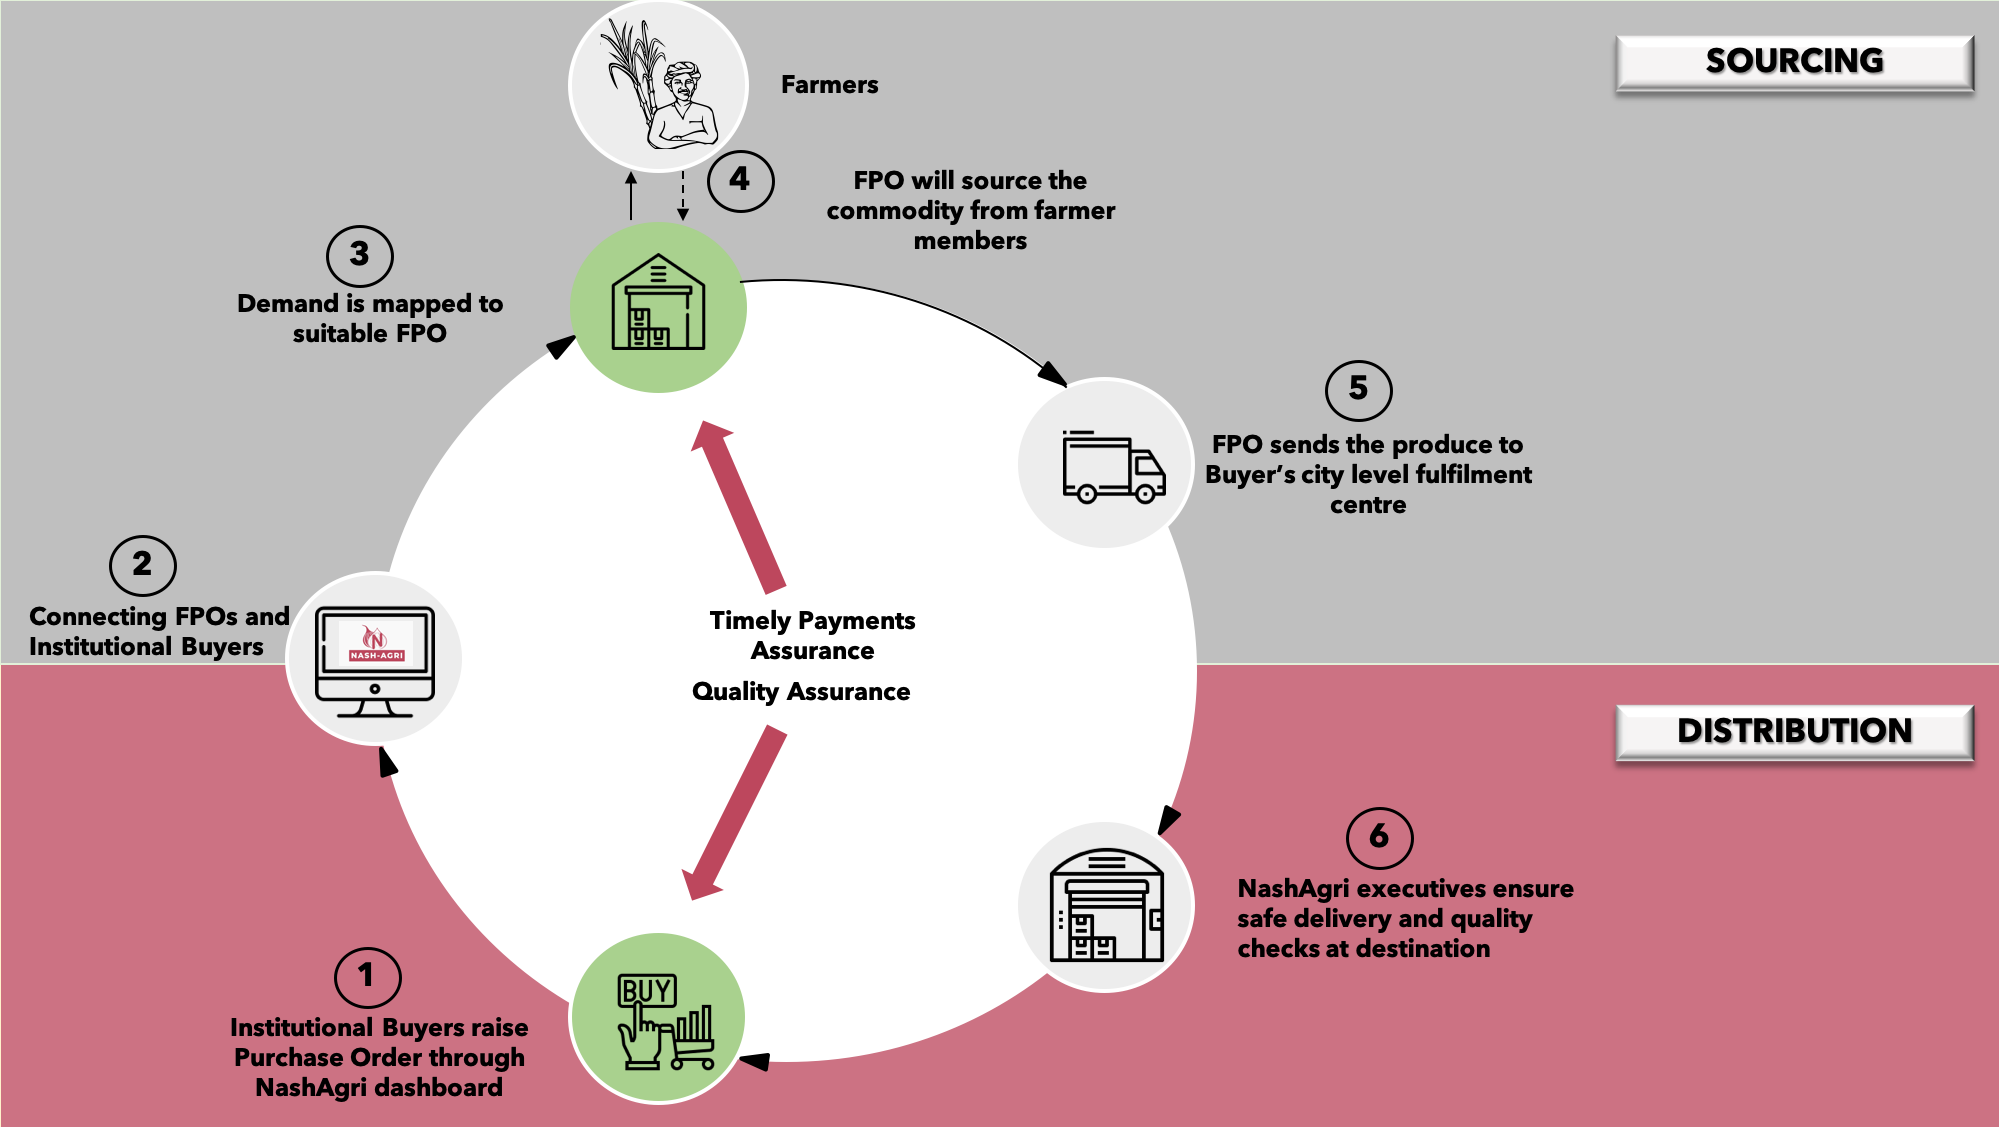 SOURCING
Farmers
4
FPO will source the
commodity from farmer
members
3
Demand is mapped to
suitable FPO
5
FPO sends the produce to
Buyer’s city level fulfilment
centre
2
Connecting FPOs and
Institutional Buyers
N
NASH-AGRI
Timely Payments
Assurance
Quality Assurance
DISTRIBUTION
6
NashAgri executives ensure
safe delivery and quality
checks at destination
1
Institutional Buyers raise
Purchase Order through
NashAgri dashboard
BUY